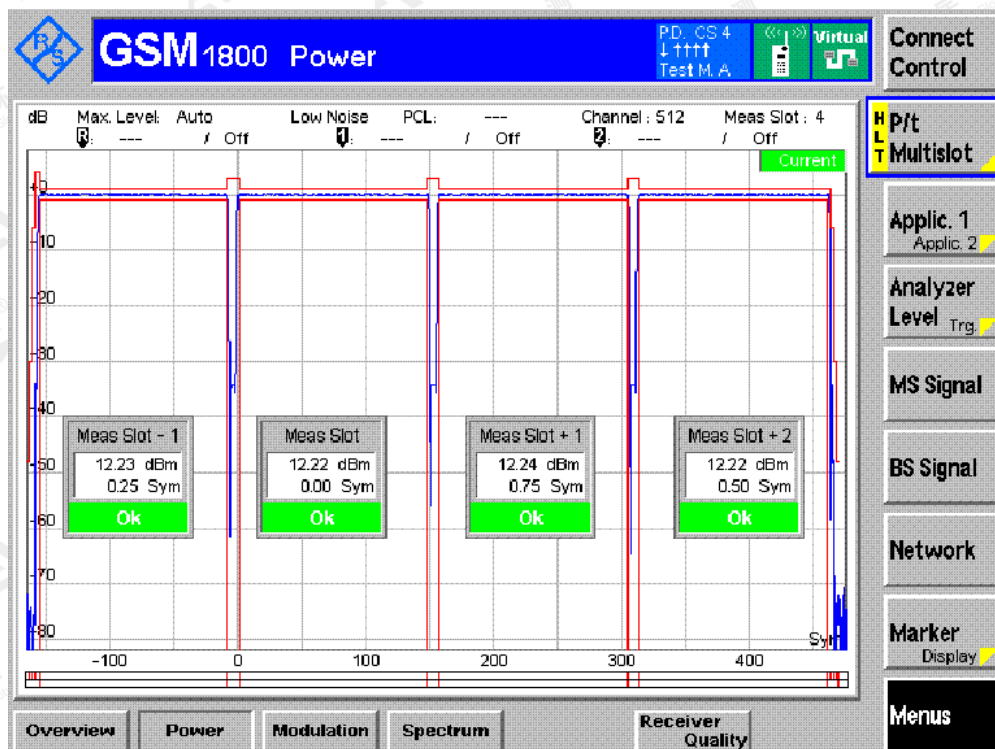 R/S
GSM 1800 Power
P.D. CS 4
↓ ↑↑↑↑
Test M. A
Virtual
Connect
Control
dB Max. Level: Auto Low Noise PCL: --- Channel : 512 Meas Slot : 4
R: --- / Off 1: --- / Off 2: --- / Off
Current
HLT
P/t
Multislot
Applic. 1
Applic. 2
Analyzer
Level Trg.
MS Signal
BS Signal
Network
Marker
Display
Menus
+0
-10
-20
-30
-40
-50
-60
-70
-80
Meas Slot - 1
12.23 dBm
0.25 Sym
Ok
Meas Slot
12.22 dBm
0.00 Sym
Ok
Meas Slot + 1
12.24 dBm
0.75 Sym
Ok
Meas Slot + 2
12.22 dBm
0.50 Sym
Ok
Sym
-100 0 100 200 300 400
Overview Power Modulation Spectrum Receiver Quality